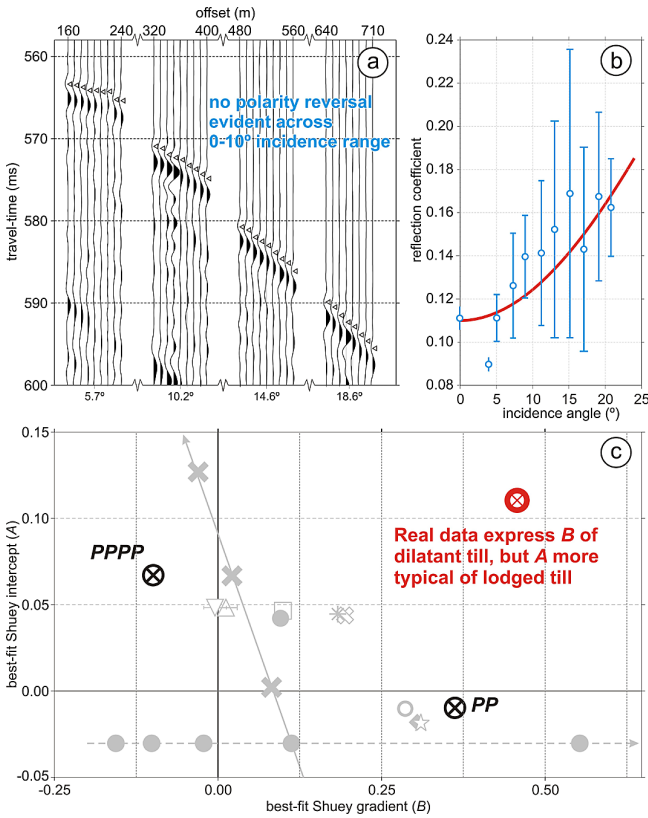 offset (m)
160 240 320 400 480 560 640 710
a
560
570
580
590
600
travel-time (ms)
no polarity reversal
evident across
0-10º incidence range
5.7º 10.2º 14.6º 18.6º
b
0.24
0.22
0.20
0.18
0.16
0.14
0.12
0.10
0.08
reflection coefficient
0 5 10 15 20 25
incidence angle (º)
c
0.15
0.10
0.05
0.00
-0.05
best-fit Shuey intercept (A)
PPPP
Real data express B of
dilatant till, but A more
typical of lodged till
PP
-0.25 0.00 0.25 0.50
best-fit Shuey gradient (B)